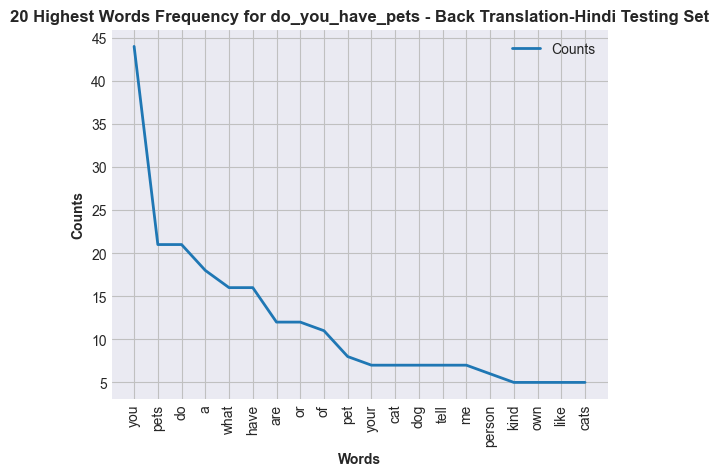 20 Highest Words Frequency for do_you_have_pets - Back Translation-Hindi Testing Set
Counts
45
40
35
30
25
20
15
10
5
Counts
you
pets
do
a
what
have
are
or
of
pet
your
cat
dog
tell
me
person
kind
own
like
cats
Words